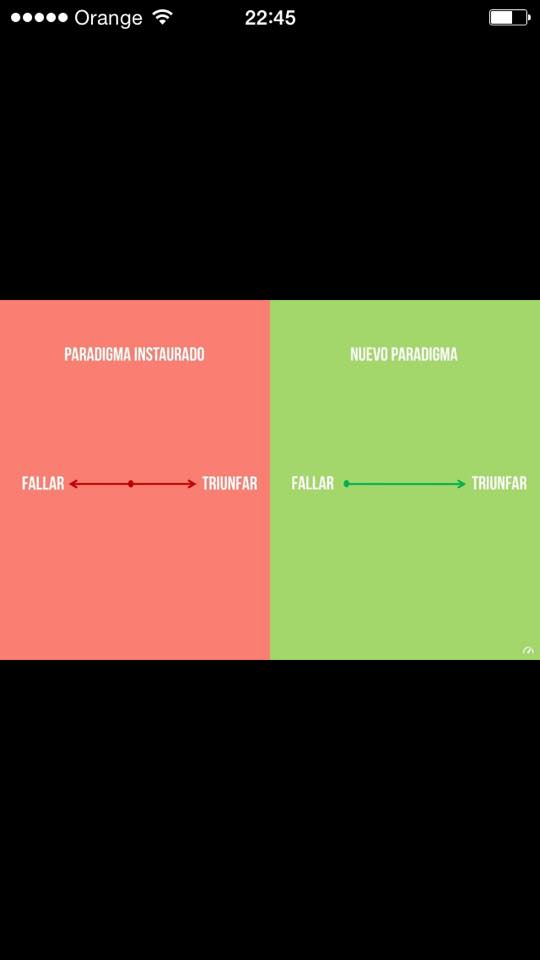 Orange 22:45
PARADIGMA INSTAURADO
NUEVO PARADIGMA
FALLAR TRIUNFAR
FALLAR TRIUNFAR